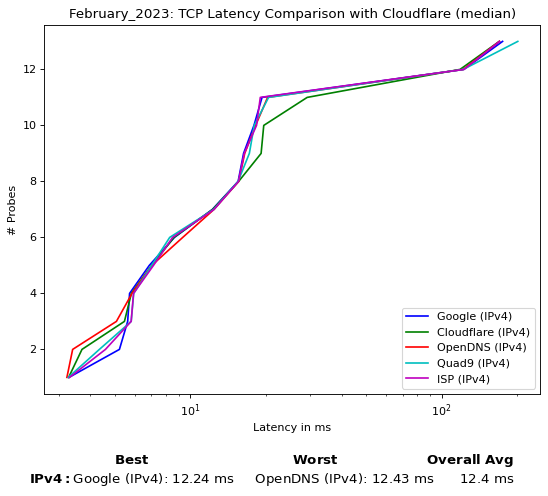 February_2023: TCP Latency Comparison with Cloudflare (median)
# Probes
12
10
8
6
4
2
Google (IPv4)
Cloudflare (IPv4)
OpenDNS (IPv4)
Quad9 (IPv4)
ISP (IPv4)
10¹ 10²
Latency in ms
Best Worst Overall Avg
IPv4: Google (IPv4): 12.24 ms OpenDNS (IPv4): 12.43 ms 12.4 ms